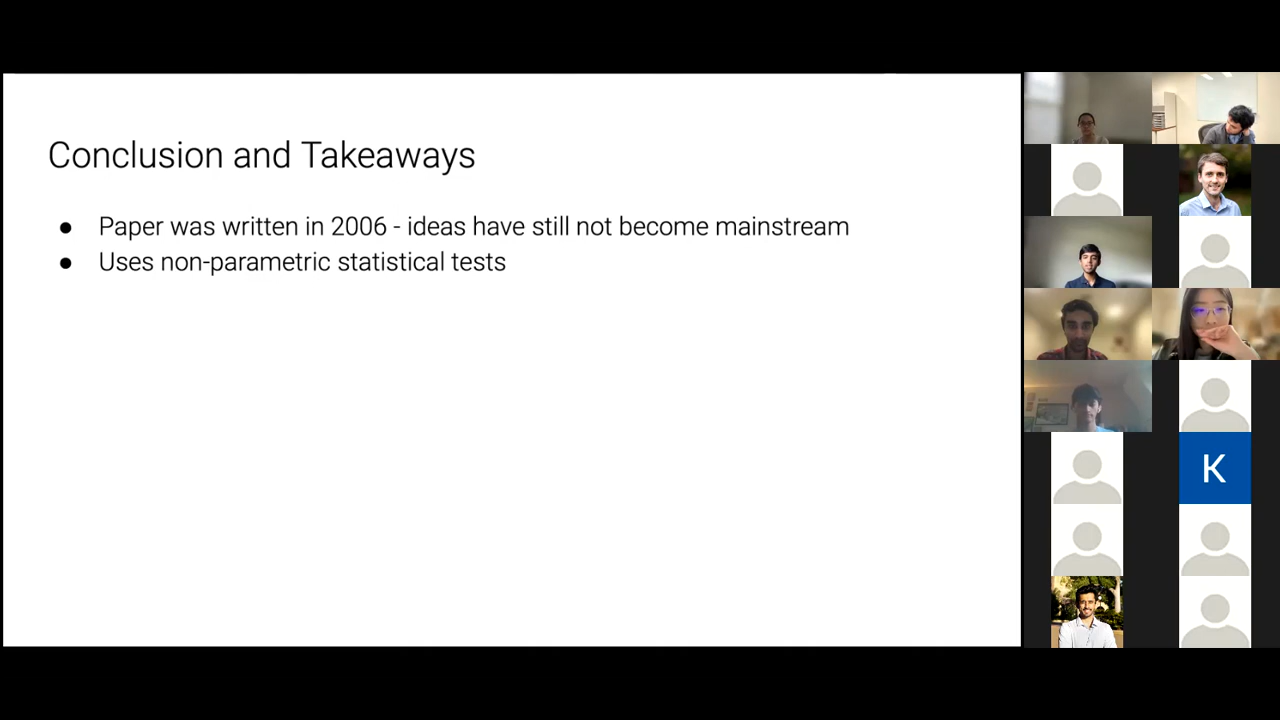 Conclusion and Takeaways
● Paper was written in 2006 - ideas have still not become mainstream
● Uses non-parametric statistical tests
K